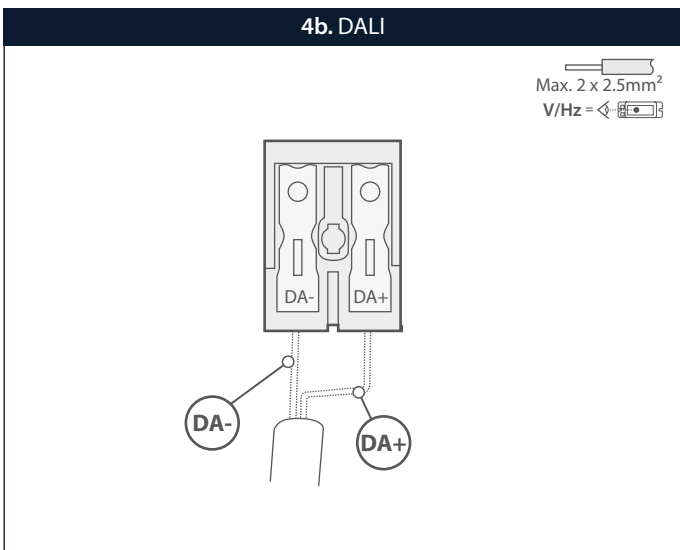 4b. DALI
Max. 2 x 2.5mm²
V/Hz =
DA- DA+
DA-
DA+